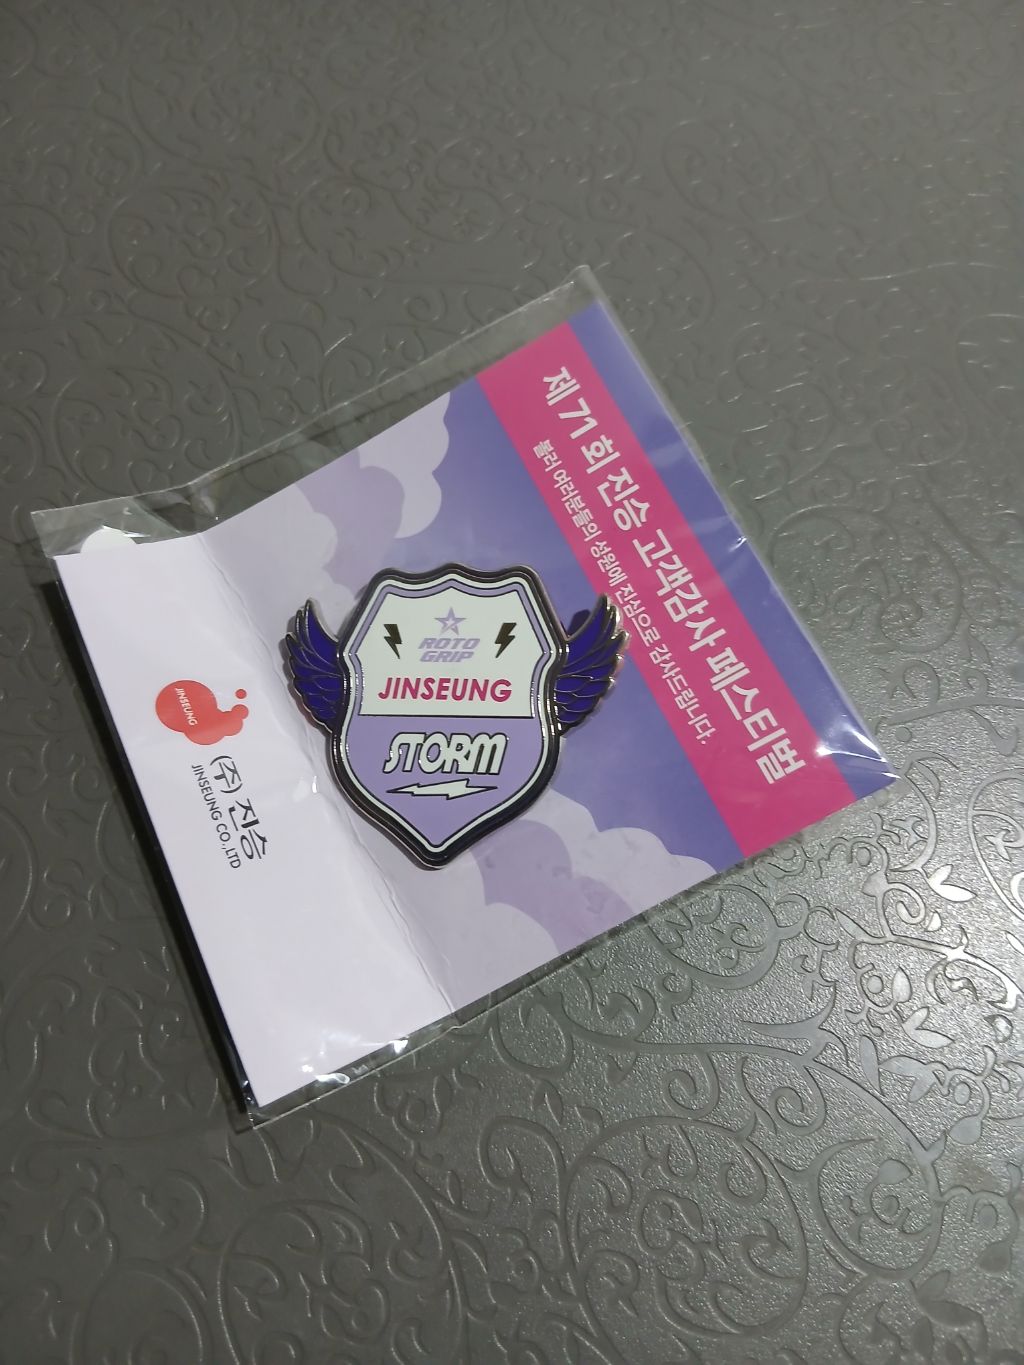 제 71회 진승 고객감사 페스티벌
볼러 여러분들의 성원에 진심으로 감사드립니다.
ROTO
GRIP
JINSEUNG
STORM
JINSEUNG
(주) 진승
JINSEUNG CO.,LTD